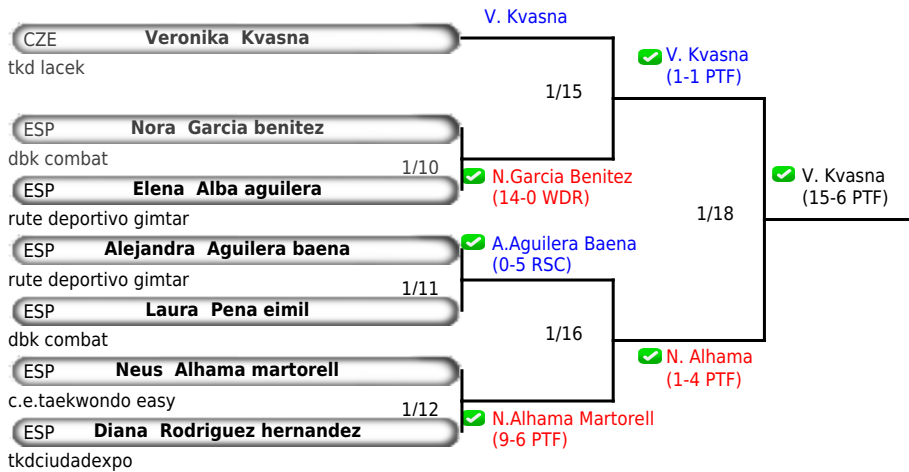 V. Kvasna
CZE Veronika Kvasna
tkd lacek
V. Kvasna
(1-1 PTF)
1/15
ESP Nora Garcia benitez
dbk combat
1/10
N.Garcia Benitez
(14-0 WDR)
ESP Elena Alba aguilera
rute deportivo gimtar
V. Kvasna
(15-6 PTF)
1/18
ESP Alejandra Aguilera baena
rute deportivo gimtar
A.Aguilera Baena
(0-5 RSC)
1/11
ESP Laura Pena eimil
dbk combat
1/16
ESP Neus Alhama martorell
c.e.taekwondo easy
N. Alhama
(1-4 PTF)
1/12
N.Alhama Martorell
(9-6 PTF)
ESP Diana Rodriguez hernandez
tkdciudadexpo